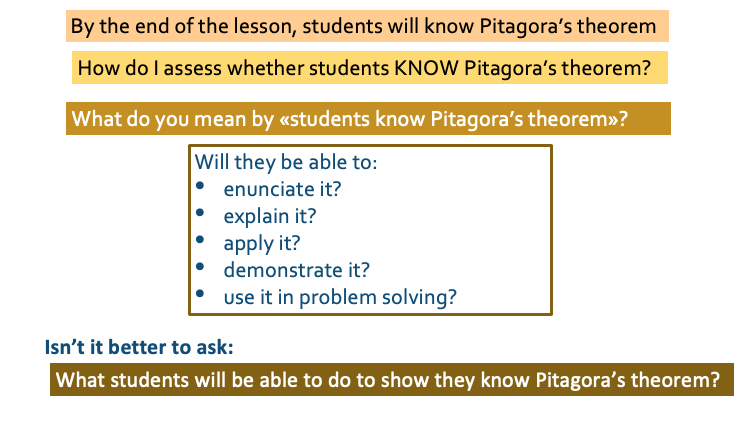 By the end of the lesson, students will know Pitagora's theorem
How do I assess whether students KNOW Pitagora's theorem?
What do you mean by «students know Pitagora's theorem»?
Will they be able to:
• enunciate it?
• explain it?
• apply it?
• demonstrate it?
• use it in problem solving?
Isn't it better to ask:
What students will be able to do to show they know Pitagora's theorem?